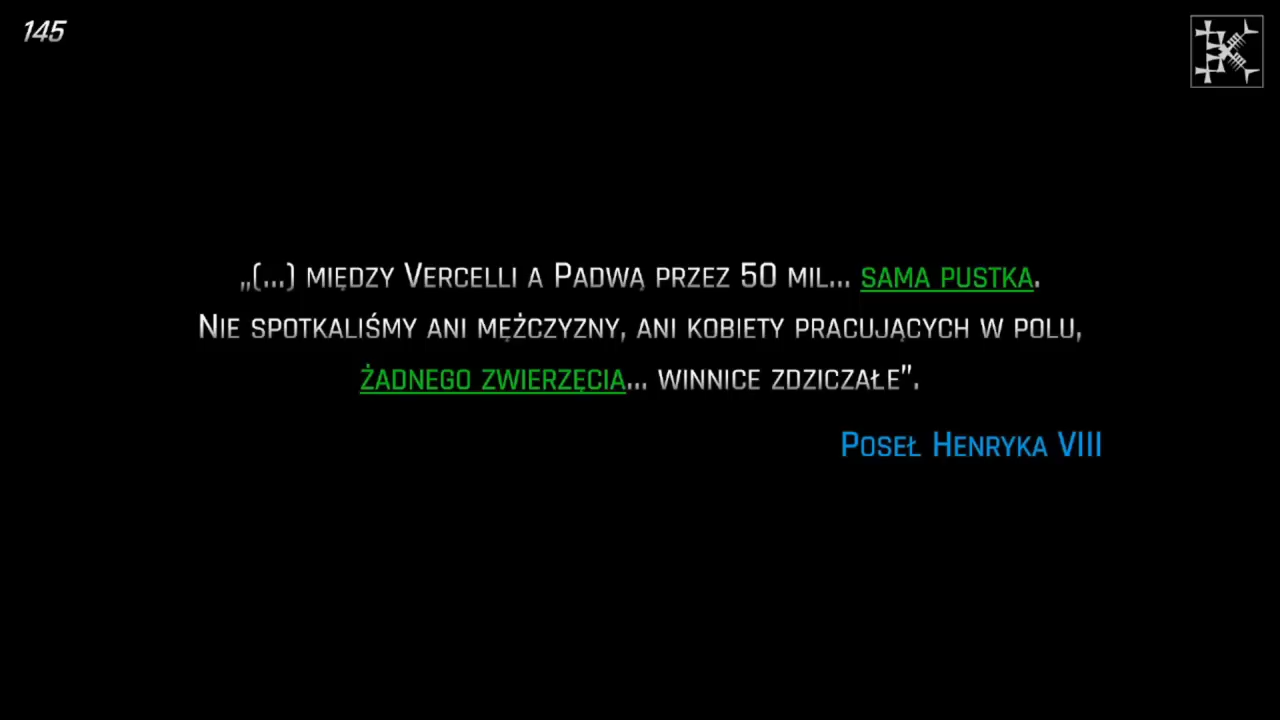 145
„(...) między Vercelli a Padwą przez 50 mil... sama pustka.
Nie spotkaliśmy ani mężczyzny, ani kobiety pracujących w polu,
żadnego zwierzęcia... winnice zdziczałe”.
Poseł Henryka VIII